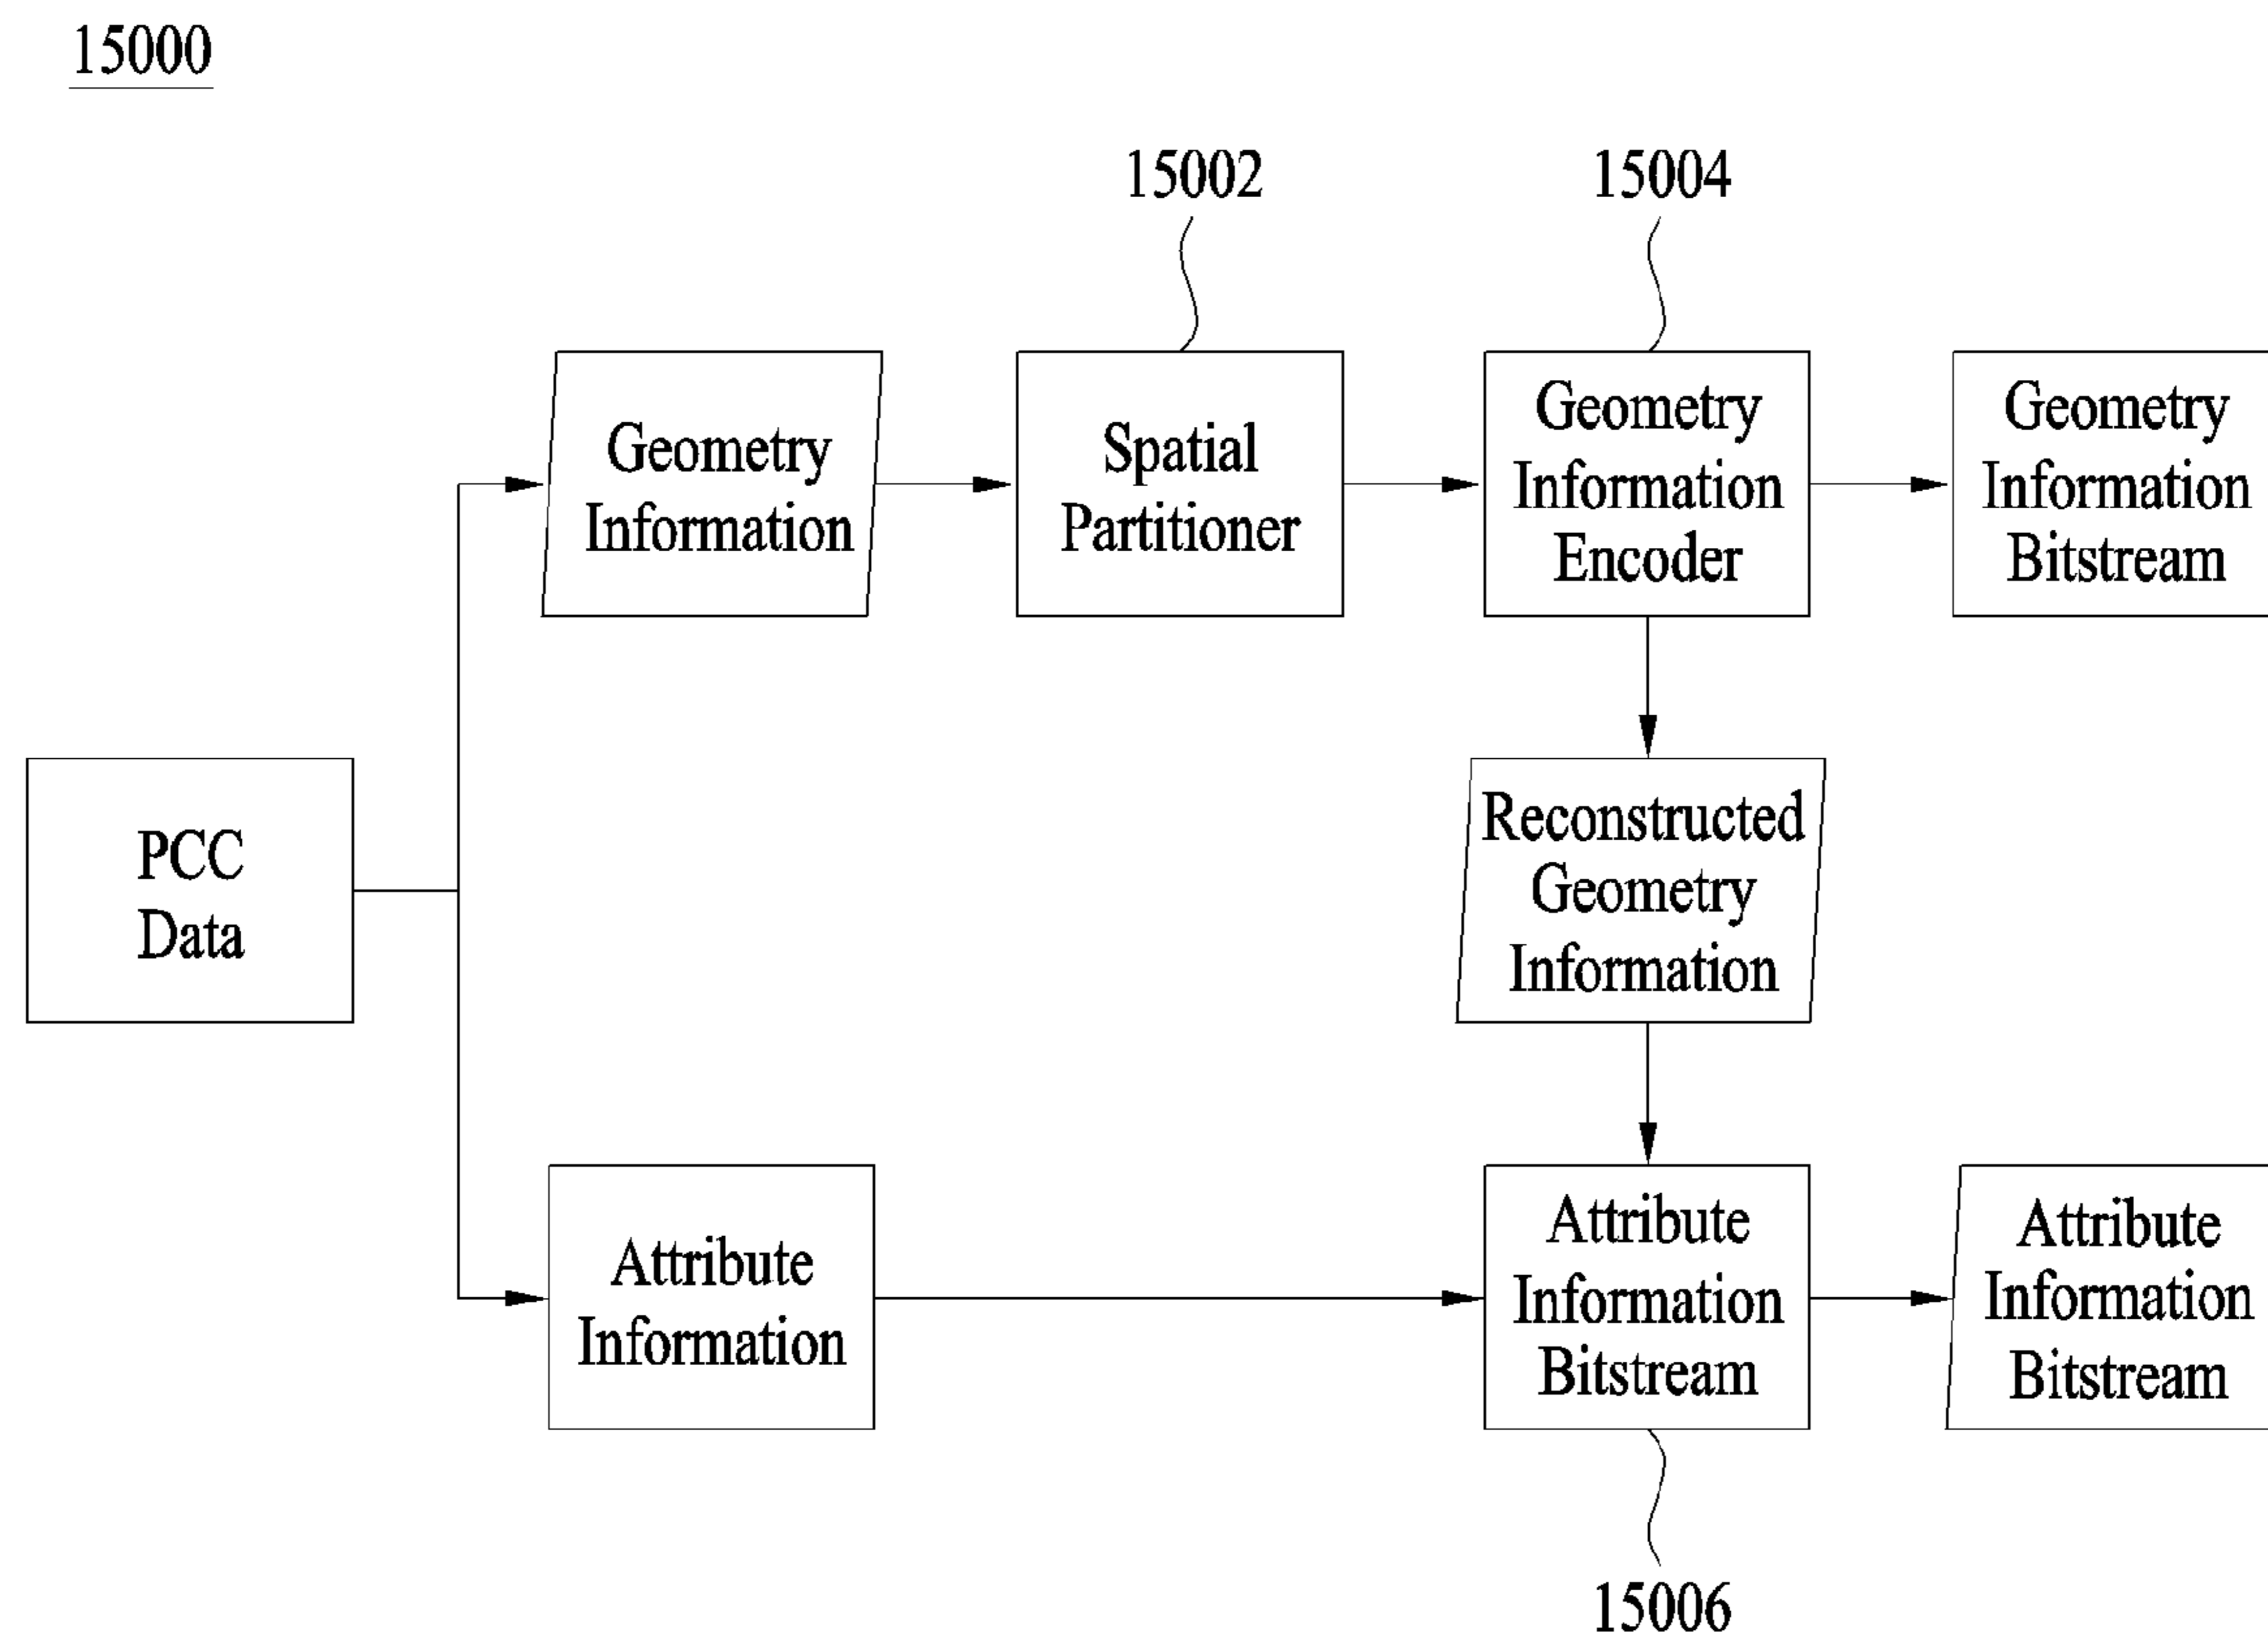 15000
15002
15004
Geometry
Information
Spatial
Partitioner
Geometry
Information
Encoder
Geometry
Information
Bitstream
PCC
Data
Reconstructed
Geometry
Information
Attribute
Information
Attribute
Information
Bitstream
Attribute
Information
Bitstream
15006